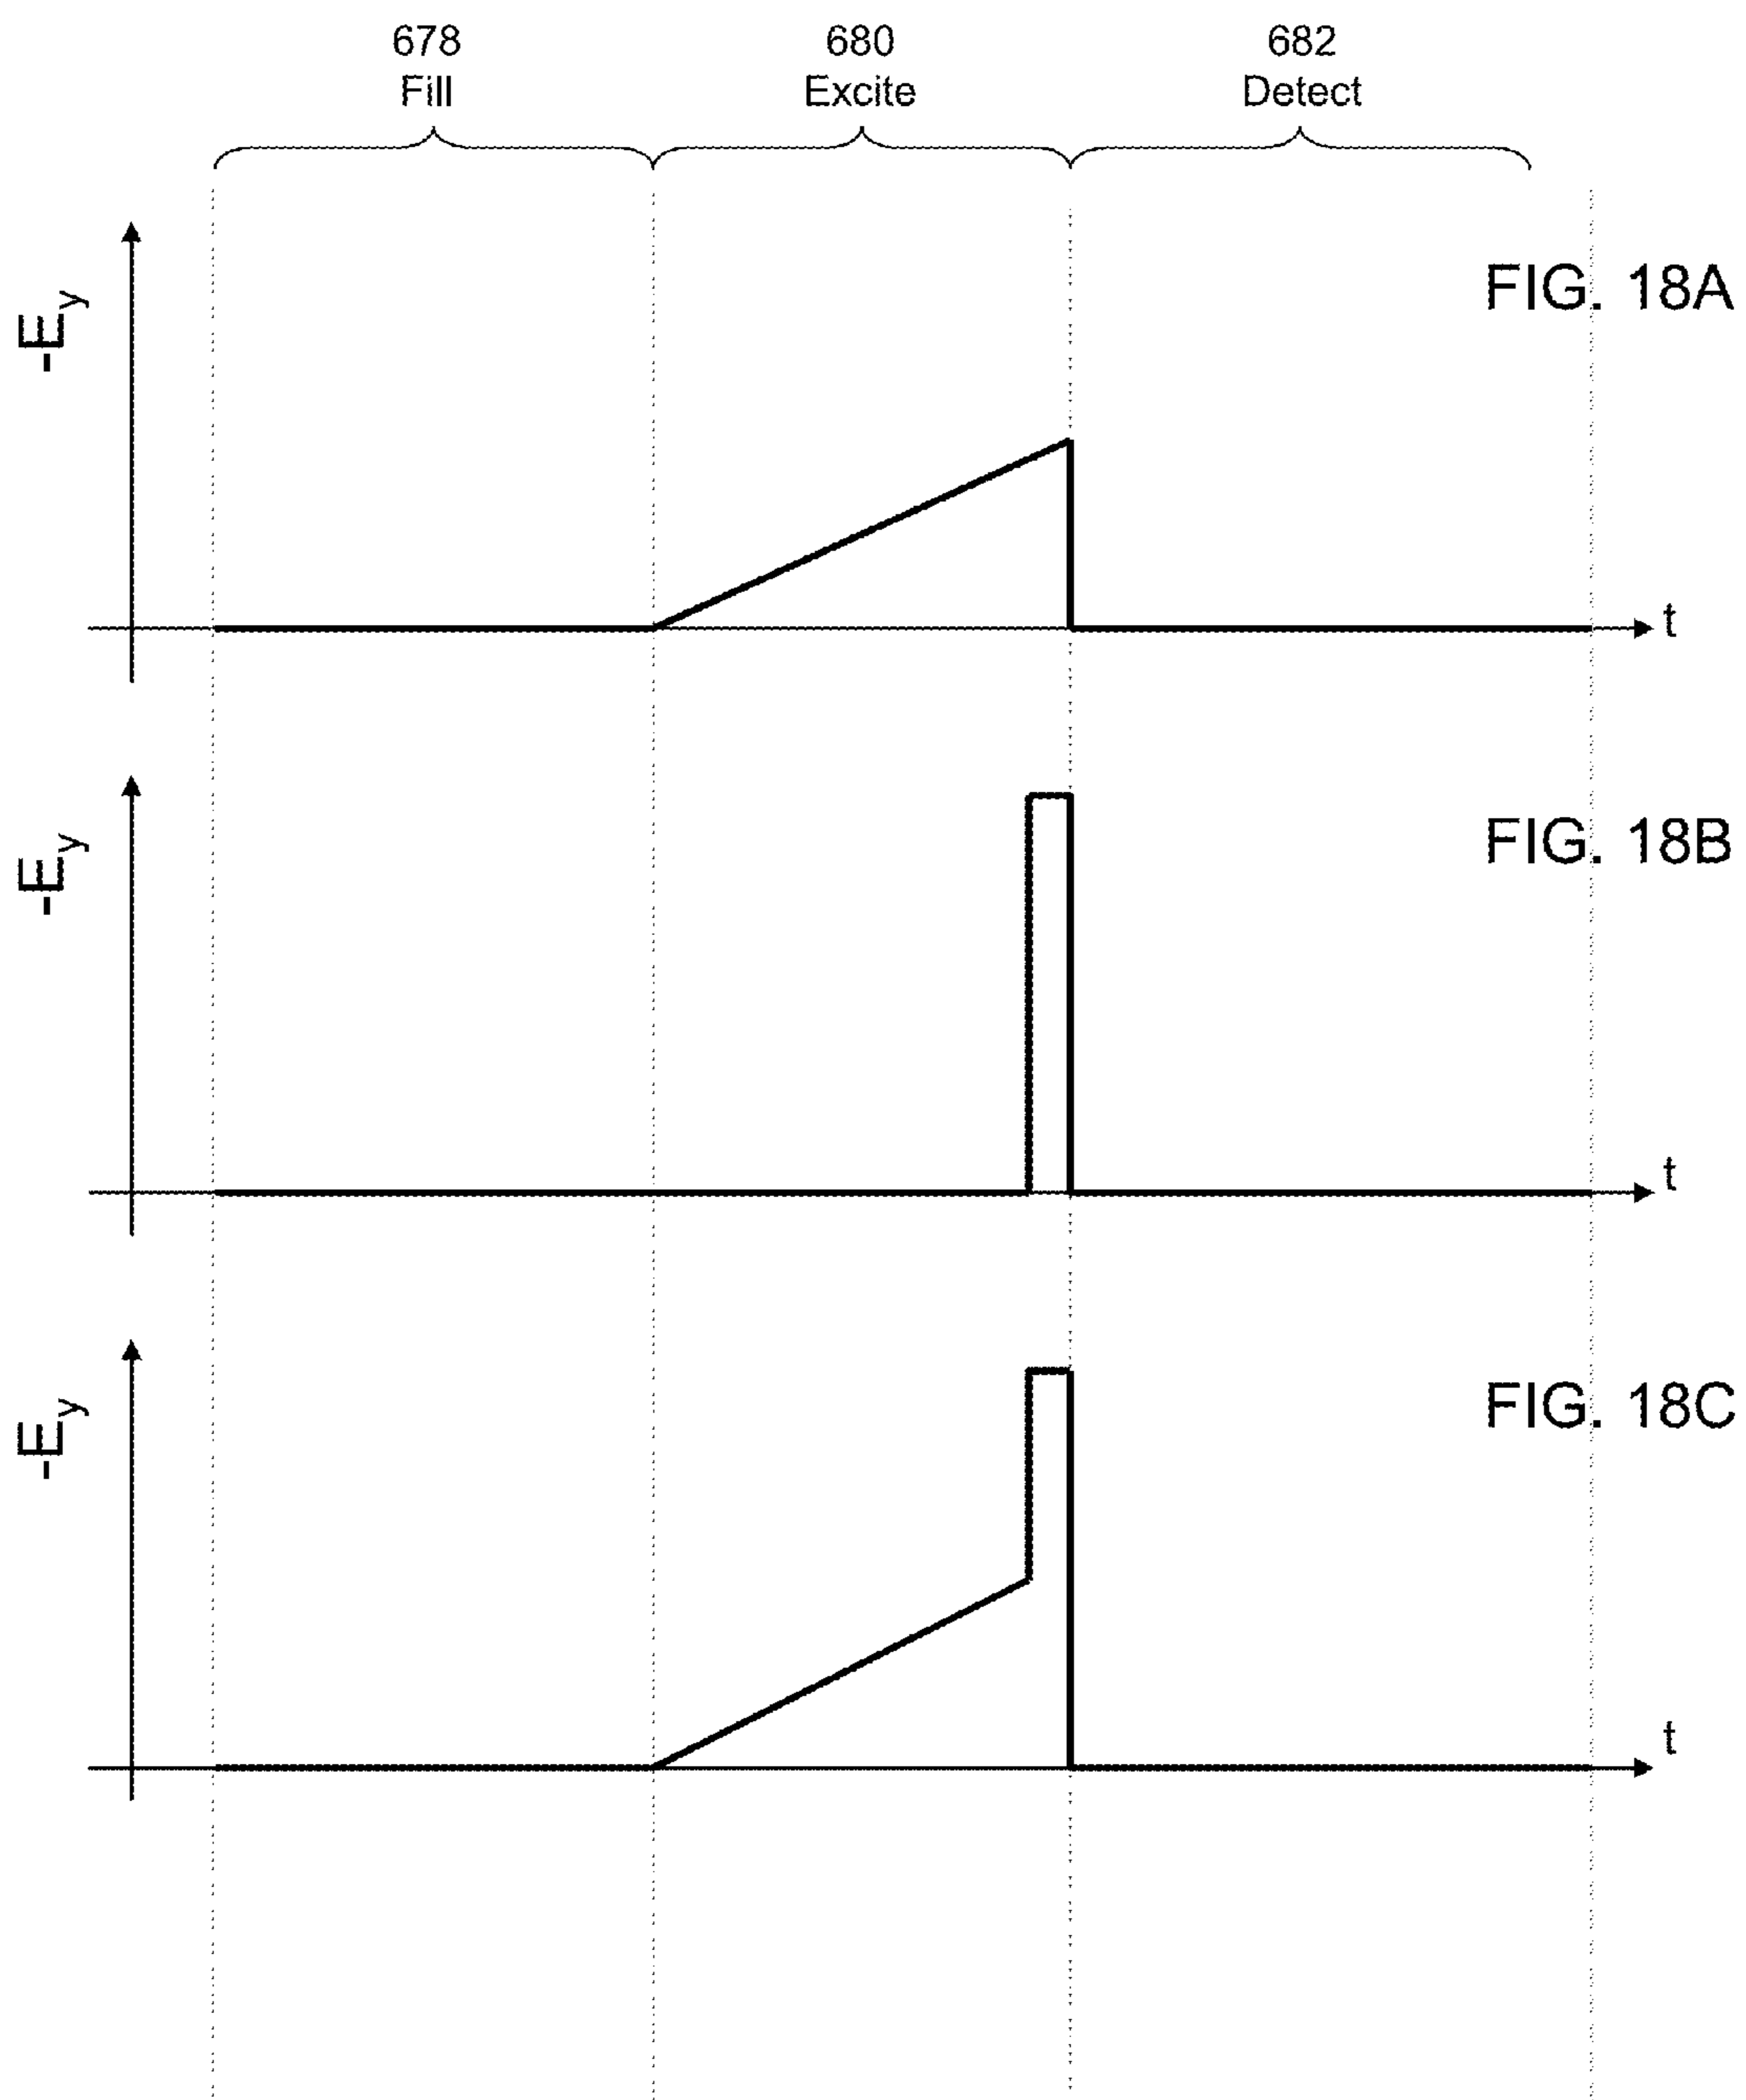 678
Fill
680
Excite
682
Detect
FIG. 18A
-Ey
t
FIG. 18B
-Ey
t
FIG. 18C
-Ey
t